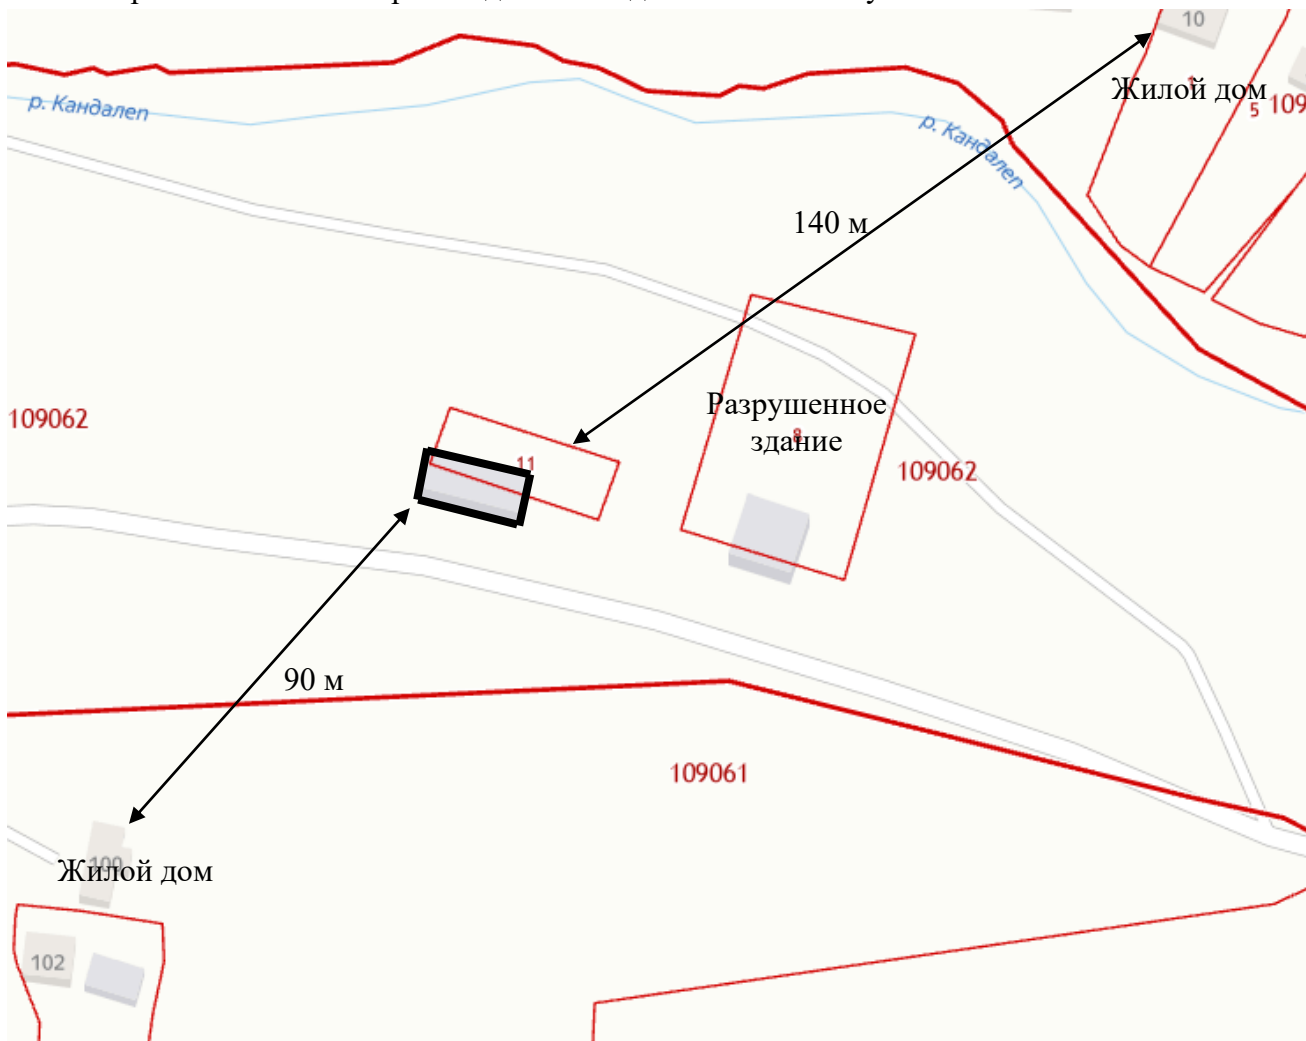 10
Жилой дом
5
109
р. Кандалеп
р. Кандалеп
140 м
Разрушенное
здание
8
109062
11
109062
90 м
109061
100
Жилой дом
102